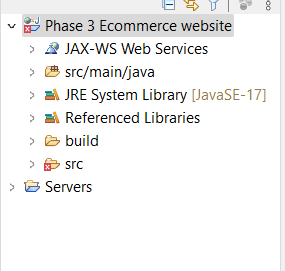 Phase 3 Ecommerce website
JAX-WS Web Services
src/main/java
JRE System Library [JavaSE-17]
Referenced Libraries
build
src
Servers